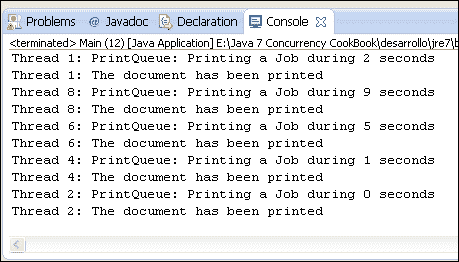 Problems @ Javadoc Declaration Console
<terminated> Main (12) [Java Application] E:\Java 7 Concurrency CookBook\desarrollo\jre7\b
Thread 1: PrintQueue: Printing a Job during 2 seconds
Thread 1: The document has been printed
Thread 8: PrintQueue: Printing a Job during 9 seconds
Thread 8: The document has been printed
Thread 6: PrintQueue: Printing a Job during 5 seconds
Thread 6: The document has been printed
Thread 4: PrintQueue: Printing a Job during 1 seconds
Thread 4: The document has been printed
Thread 2: PrintQueue: Printing a Job during 0 seconds
Thread 2: The document has been printed